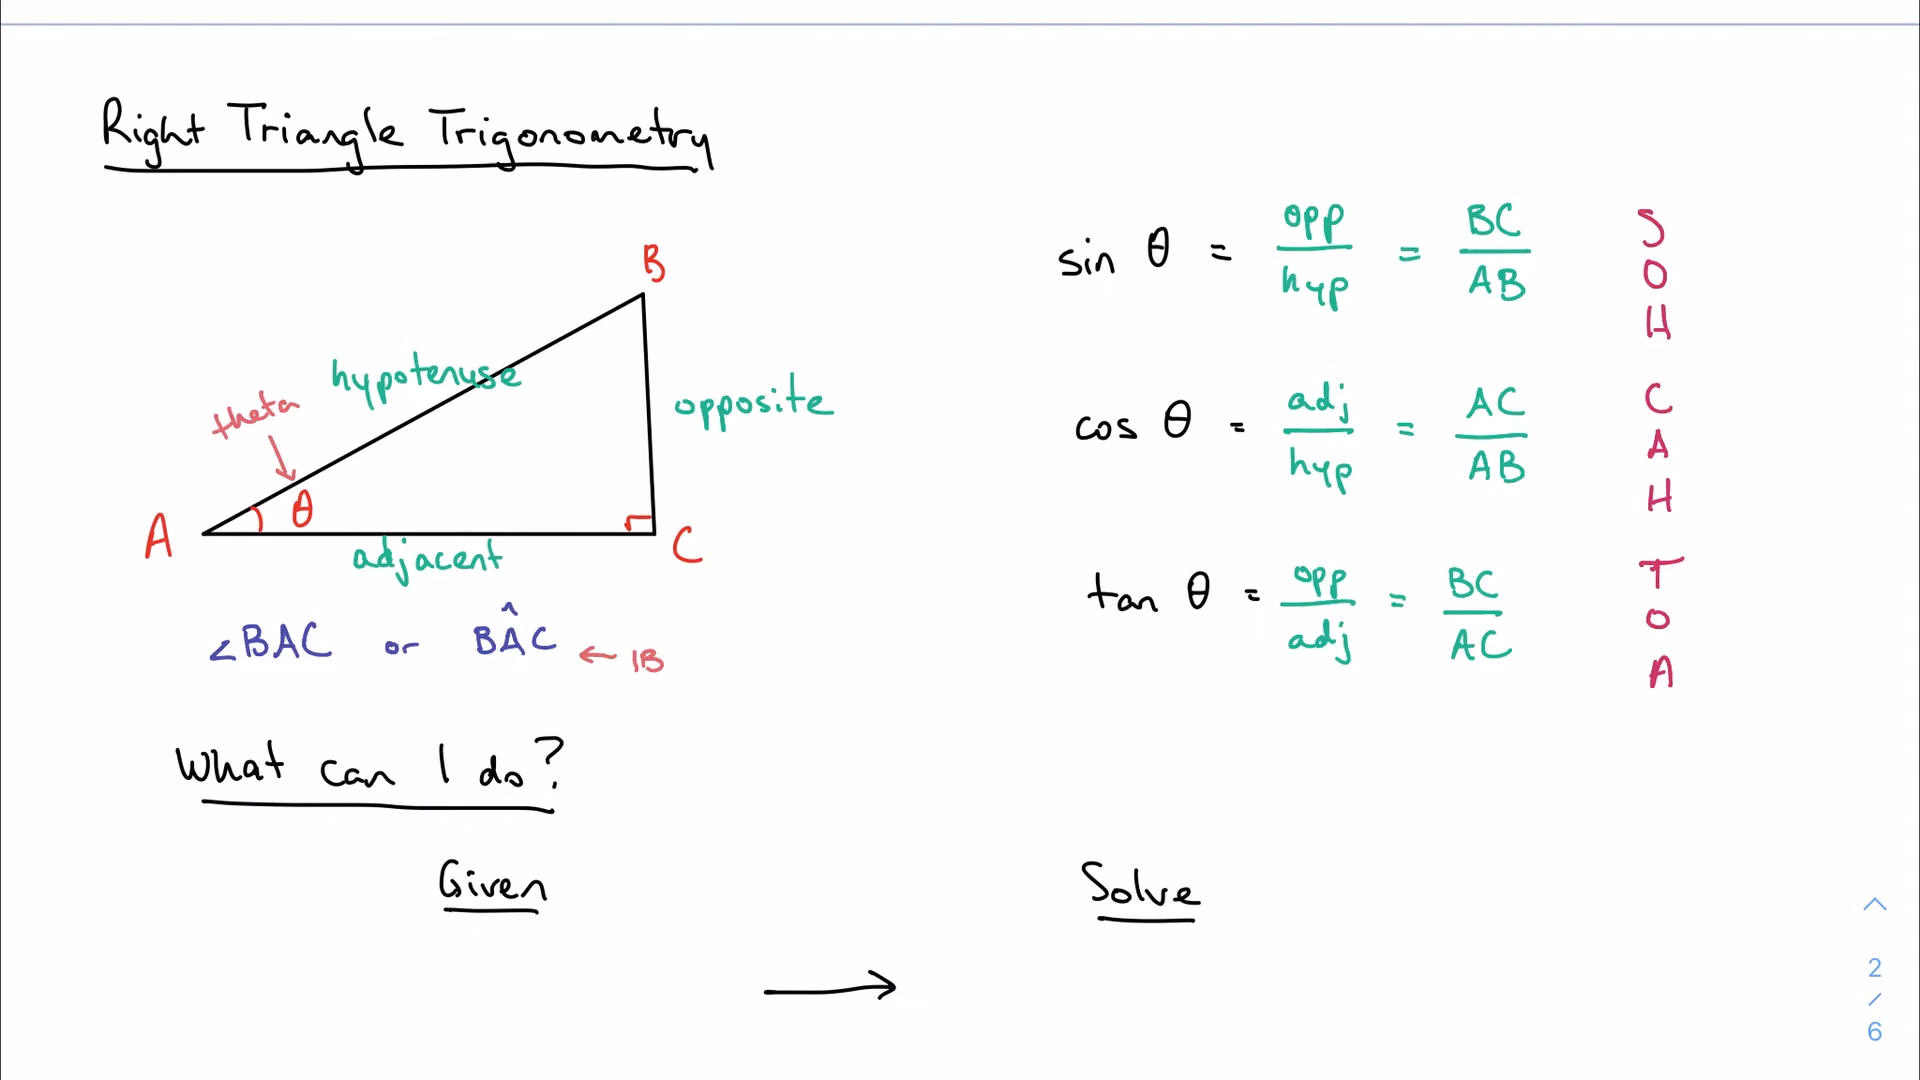 Right Triangle Trigonometry
B
hypotenuse
theta
opposite
θ
A
C
adjacent
∠BAC or BÂC ← IB
sin θ = opp/hyp = BC/AB
cos θ = adj/hyp = AC/AB
tan θ = opp/adj = BC/AC
S
O
H
C
A
H
T
O
A
What can I do?
Given
Solve
→
2
/
6